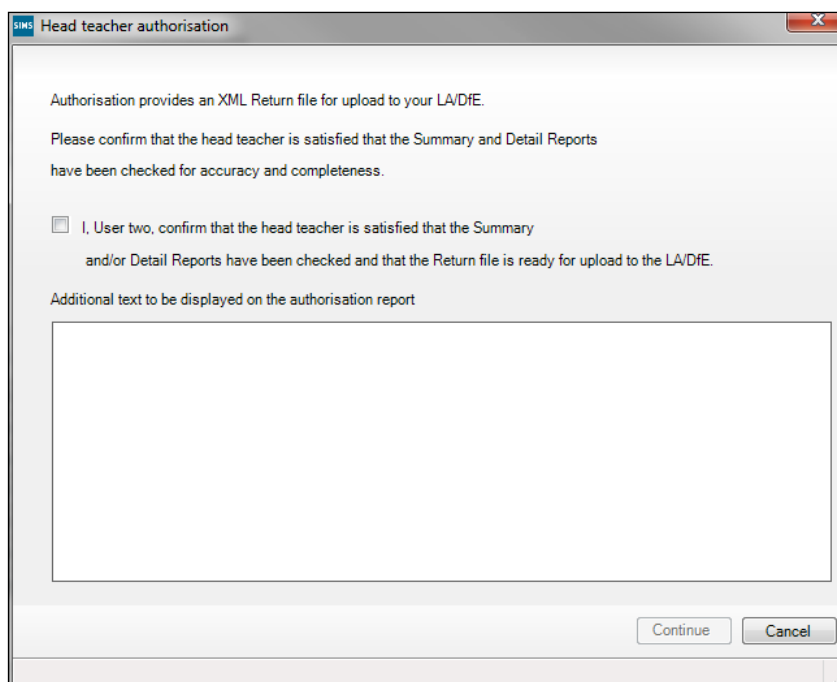 SIMS Head teacher authorisation
Authorisation provides an XML Return file for upload to your LA/DfE.
Please confirm that the head teacher is satisfied that the Summary and Detail Reports
have been checked for accuracy and completeness.
I, User two, confirm that the head teacher is satisfied that the Summary
and/or Detail Reports have been checked and that the Return file is ready for upload to the LA/DfE.
Additional text to be displayed on the authorisation report
Continue Cancel